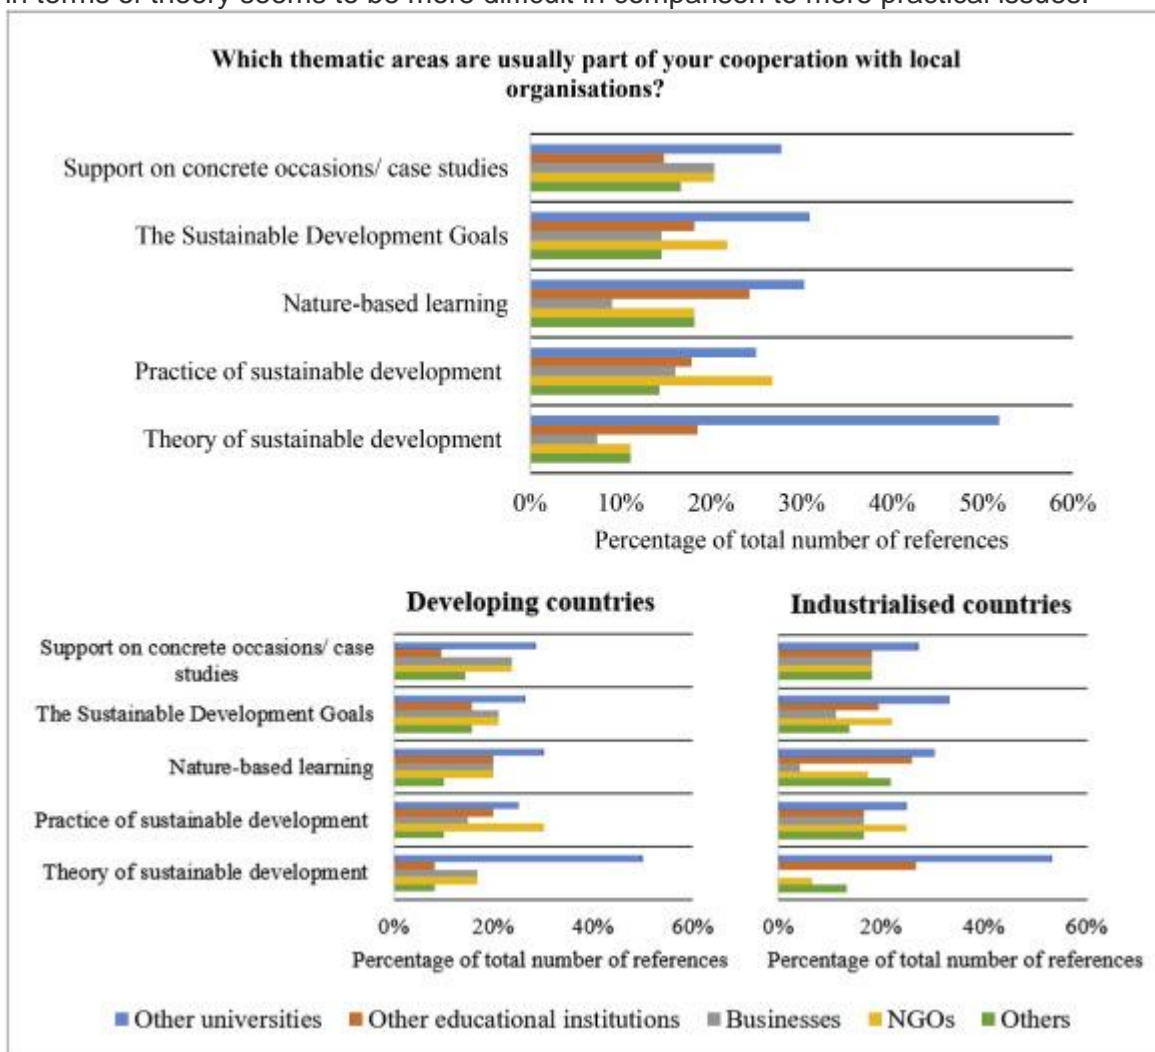 in terms of theory seems to be more difficult in comparison to more practical issues.
Which thematic areas are usually part of your cooperation with local
organisations?
Support on concrete occasions/ case studies
The Sustainable Development Goals
Nature-based learning
Practice of sustainable development
Theory of sustainable development
0% 10% 20% 30% 40% 50% 60%
Percentage of total number of references
Developing countries
Support on concrete occasions/ case
studies
The Sustainable Development Goals
Nature-based learning
Practice of sustainable development
Theory of sustainable development
0% 20% 40% 60%
Percentage of total number of references
Industrialised countries
0% 20% 40% 60%
Percentage of total number of references
Other universities Other educational institutions Businesses NGOs Others